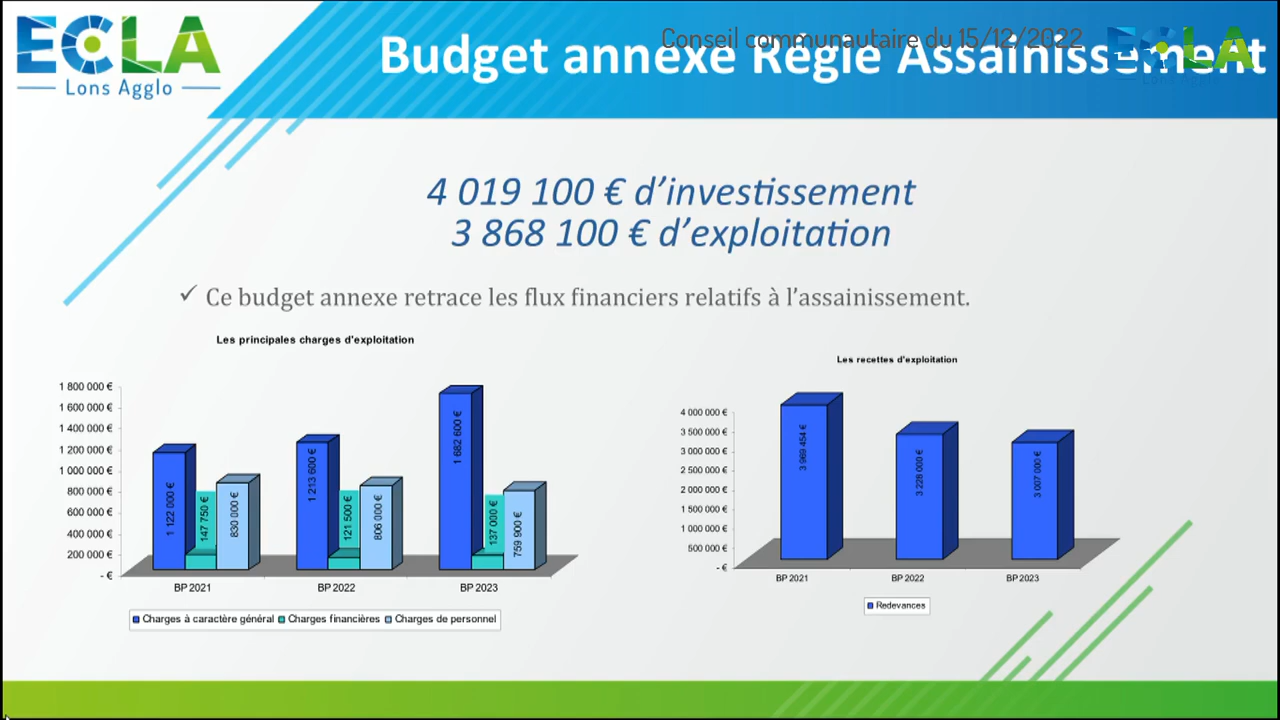 ECLA
Lons Agglo
Conseil communautaire du 15/12/2022
Budget annexe Régie Assainissement
ECLA
Lons Agglo
4 019 100 € d'investissement
3 868 100 € d'exploitation
✓ Ce budget annexe retrace les flux financiers relatifs à l'assainissement.
Les principales charges d'exploitation
1 800 000 €
1 600 000 €
1 400 000 €
1 200 000 €
1 000 000 €
800 000 €
600 000 €
400 000 €
200 000 €
- €
1 122 000 €
147 750 €
830 000 €
1 213 600 €
121 500 €
806 000 €
1 682 600 €
137 000 €
759 900 €
BP 2021 BP 2022 BP 2023
Charges à caractère général Charges financières Charges de personnel
Les recettes d'exploitation
4 000 000 €
3 500 000 €
3 000 000 €
2 500 000 €
2 000 000 €
1 500 000 €
1 000 000 €
500 000 €
- €
3 969 454 €
3 228 000 €
3 007 000 €
BP 2021 BP 2022 BP 2023
Redevances